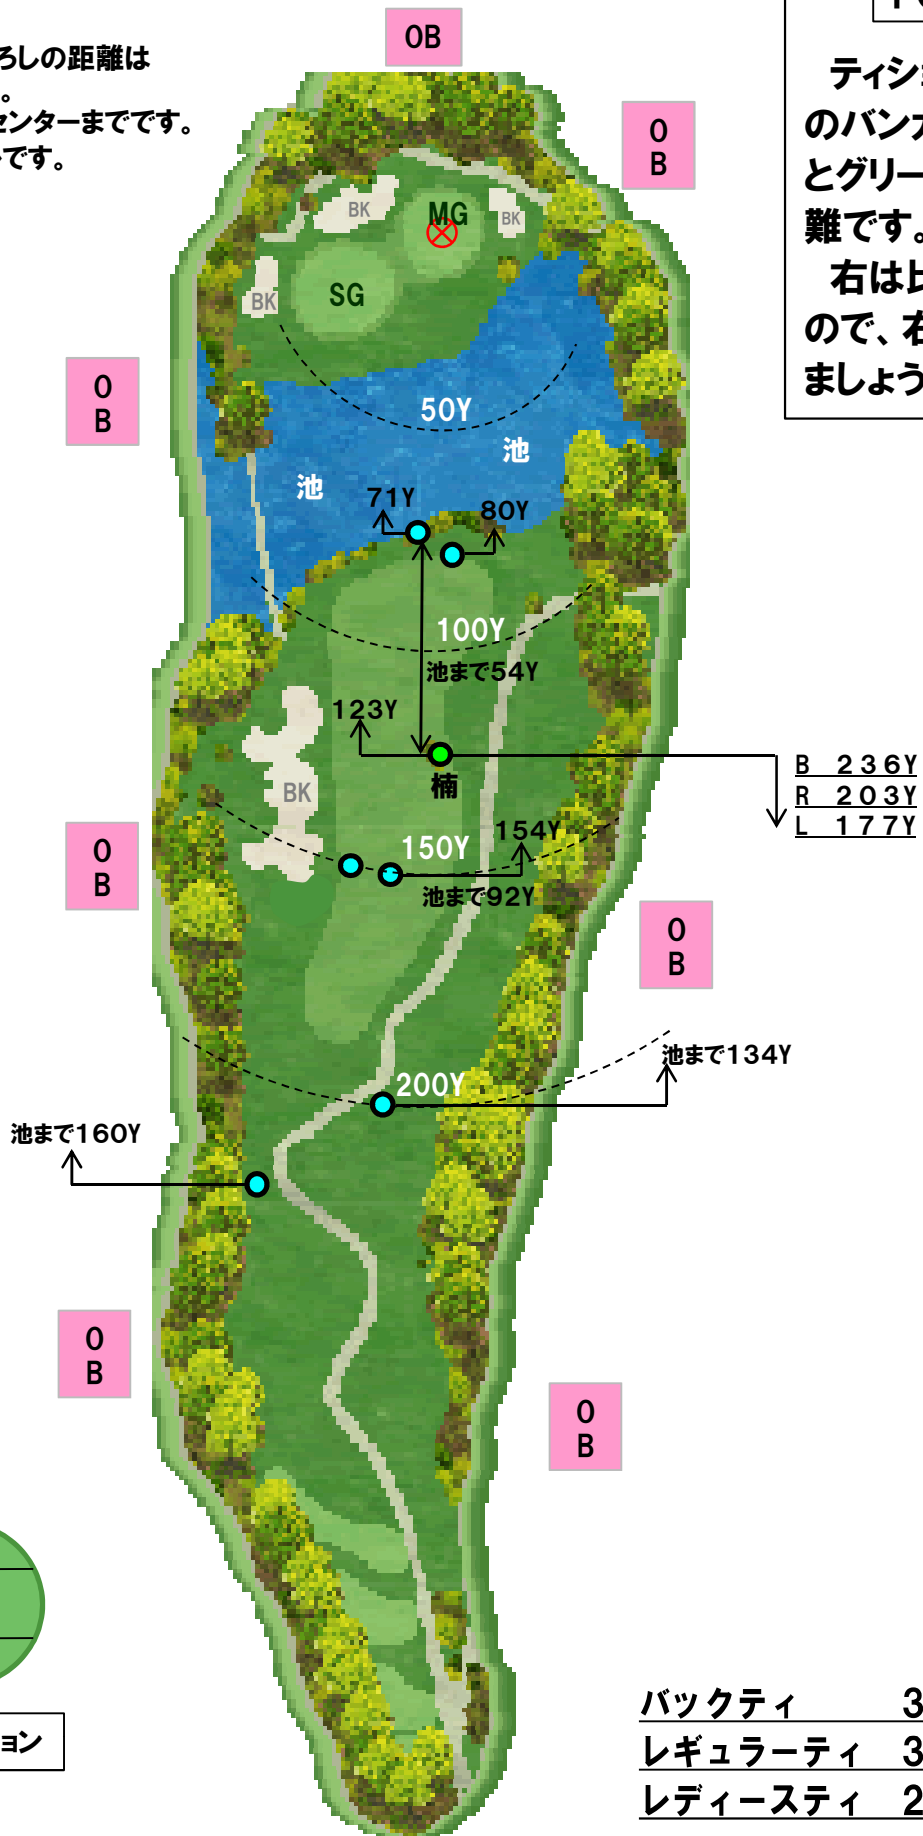 ろしの距離は
。
センターまでです。
です。
OB
O
B
ティショ
のバンカ
とグリー
難です。
右は比
ので、右
ましょう
BK
MG
BK
BK
SG
O
B
50Y
池
池
71Y
80Y
100Y
池まで54Y
123Y
楠
B 236Y
R 203Y
L 177Y
BK
150Y
154Y
池まで92Y
O
B
O
B
池まで134Y
200Y
池まで160Y
O
B
O
B
ョン
バックティ 3
レギュラーティ 3
レディースティ 2